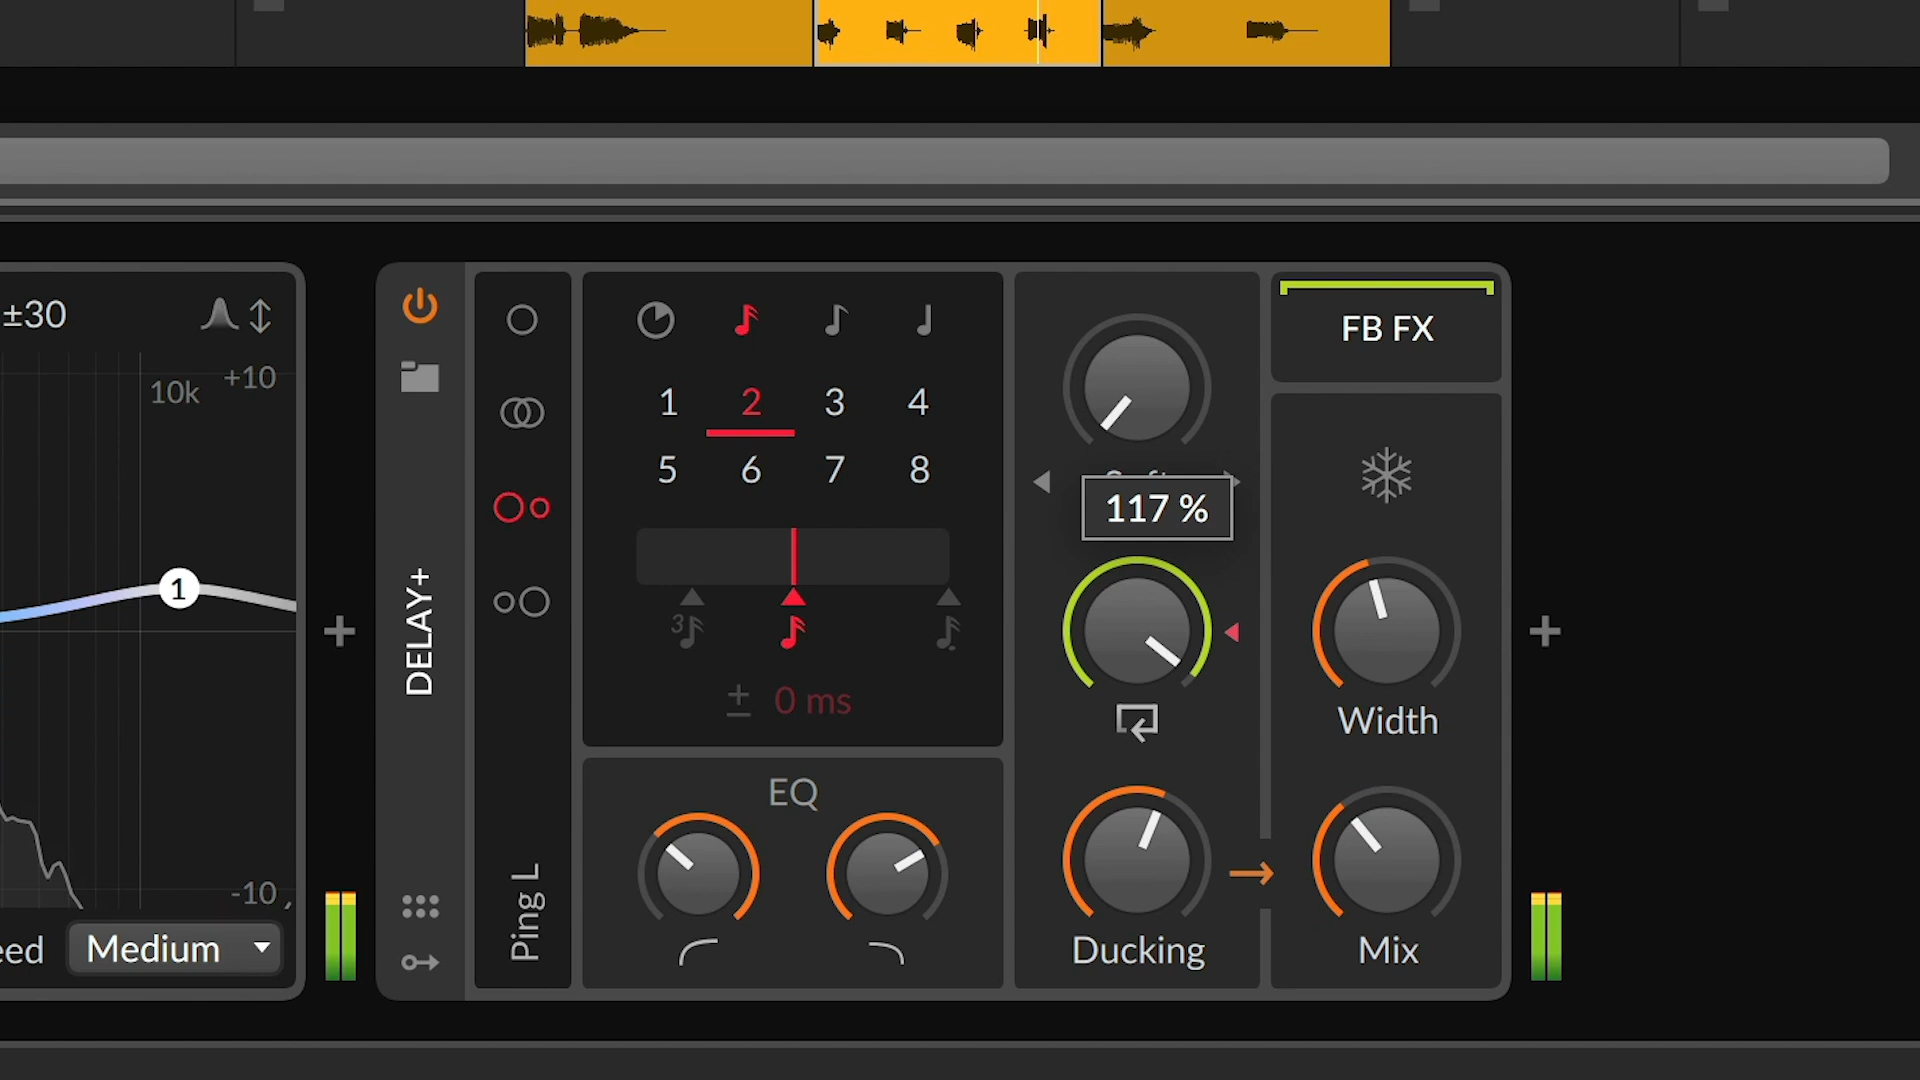 ±30
10k
+10
-10
eed
Medium
1
DELAY+
Ping L
1 2 3 4
5 6 7 8
3
± 0 ms
EQ
117 %
Ducking
FB FX
Width
Mix